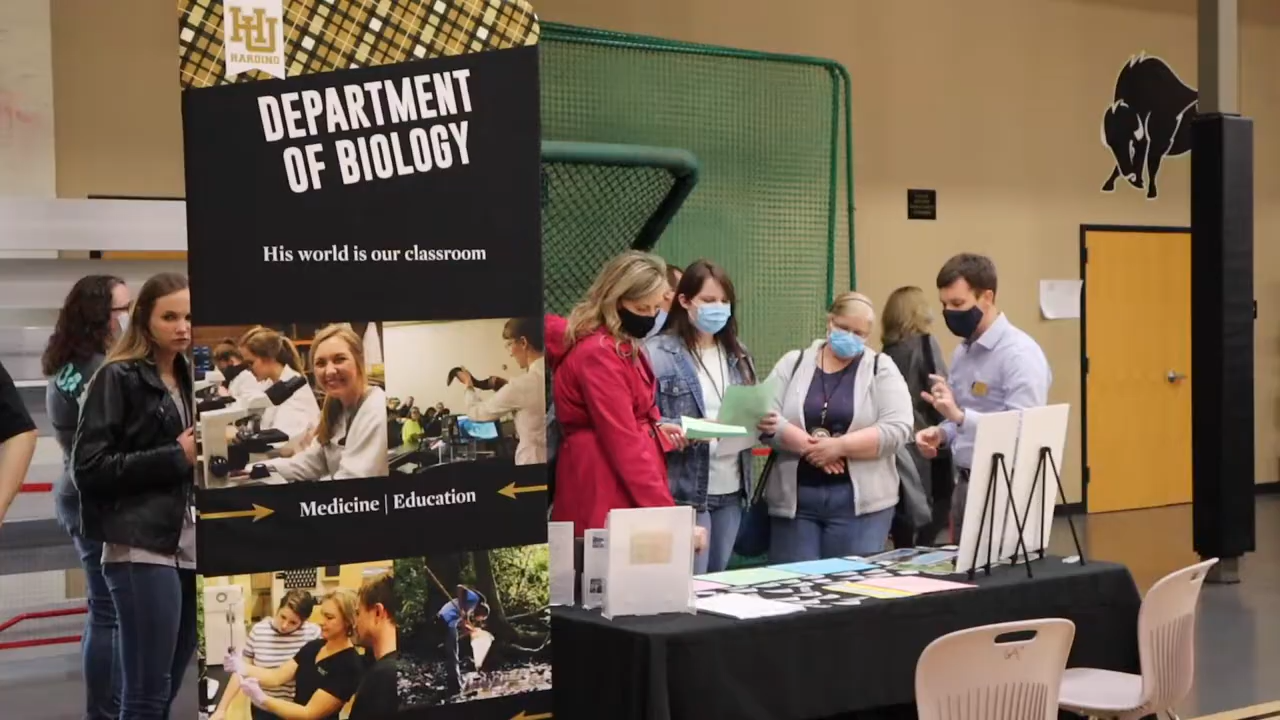 HU
HARDING
DEPARTMENT
OF BIOLOGY
His world is our classroom
Medicine | Education